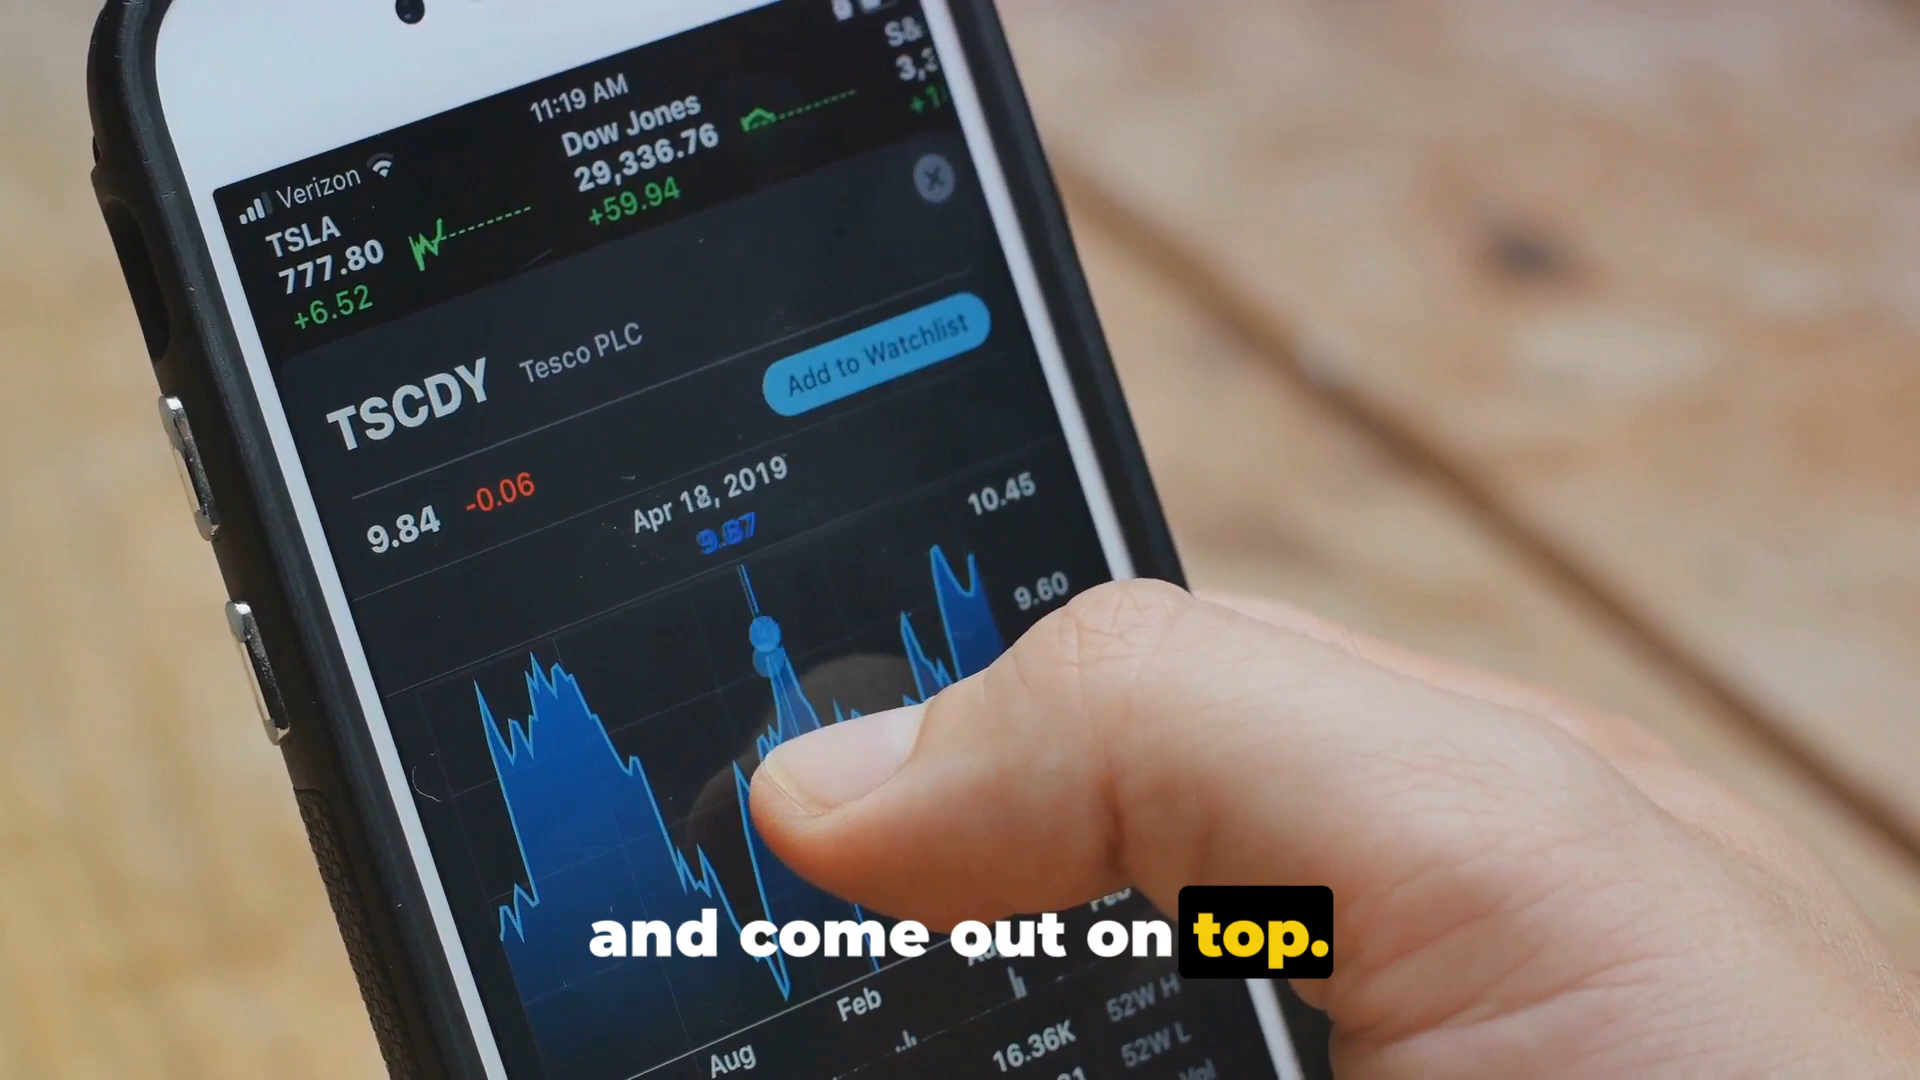 11:19 AM
Verizon
TSLA
777.80
+6.52
Dow Jones
29,336.76
+59.94
S&
TSCDY Tesco PLC
Add to Watchlist
9.84 -0.06
Apr 18, 2019
10.45
9.60
and come out on top.
Feb
Aug
16.36K
52W H
52W L
Vol